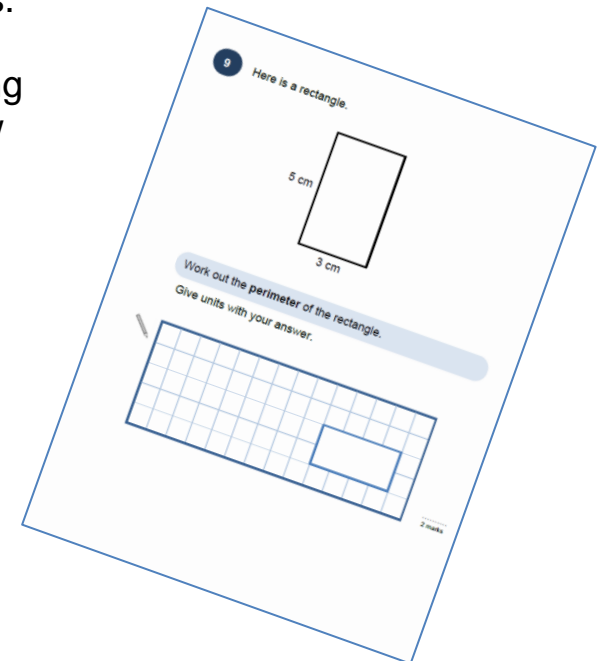 s.
g
9
Here is a rectangle.
5 cm
3 cm
Work out the perimeter of the rectangle.
Give units with your answer.
2 marks